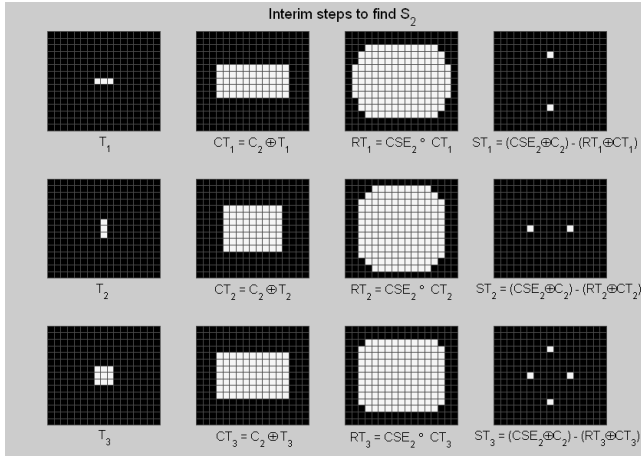 Interim steps to find S₂
T₁ CT₁ = C₂ ⊕ T₁ RT₁ = CSE₂ ∘ CT₁ ST₁ = (CSE₂⊕C₂) - (RT₁⊕CT₁)
T₂ CT₂ = C₂ ⊕ T₂ RT₂ = CSE₂ ∘ CT₂ ST₂ = (CSE₂⊕C₂) - (RT₂⊕CT₂)
T₃ CT₃ = C₂ ⊕ T₃ RT₃ = CSE₂ ∘ CT₃ ST₃ = (CSE₂⊕C₂) - (RT₃⊕CT₃)